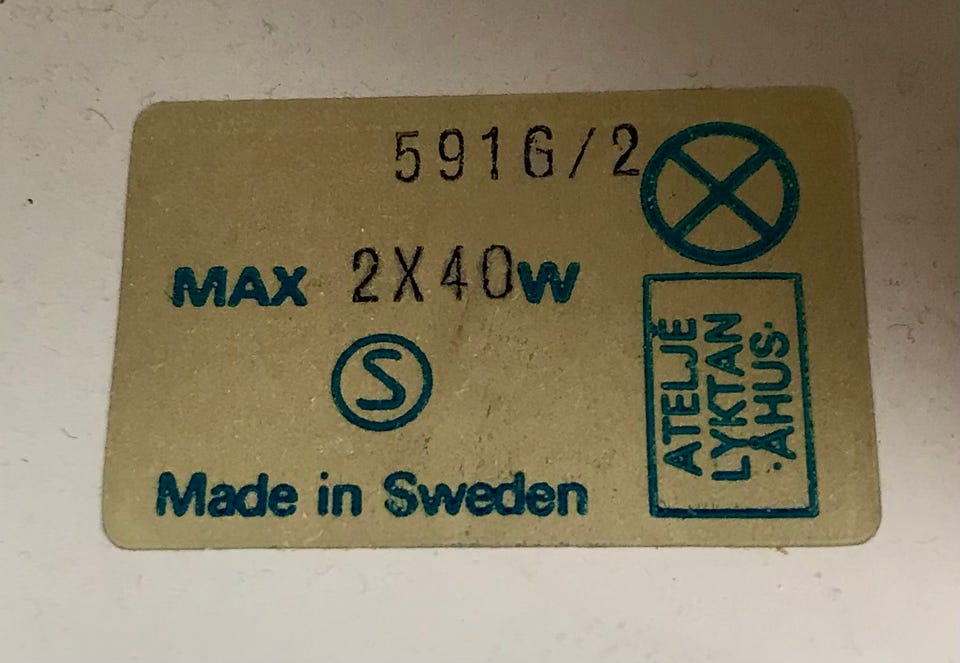 591G/2
MAX 2X40W
S
Made in Sweden
ATELJÉ
LYKTAN
·ÅHUS·